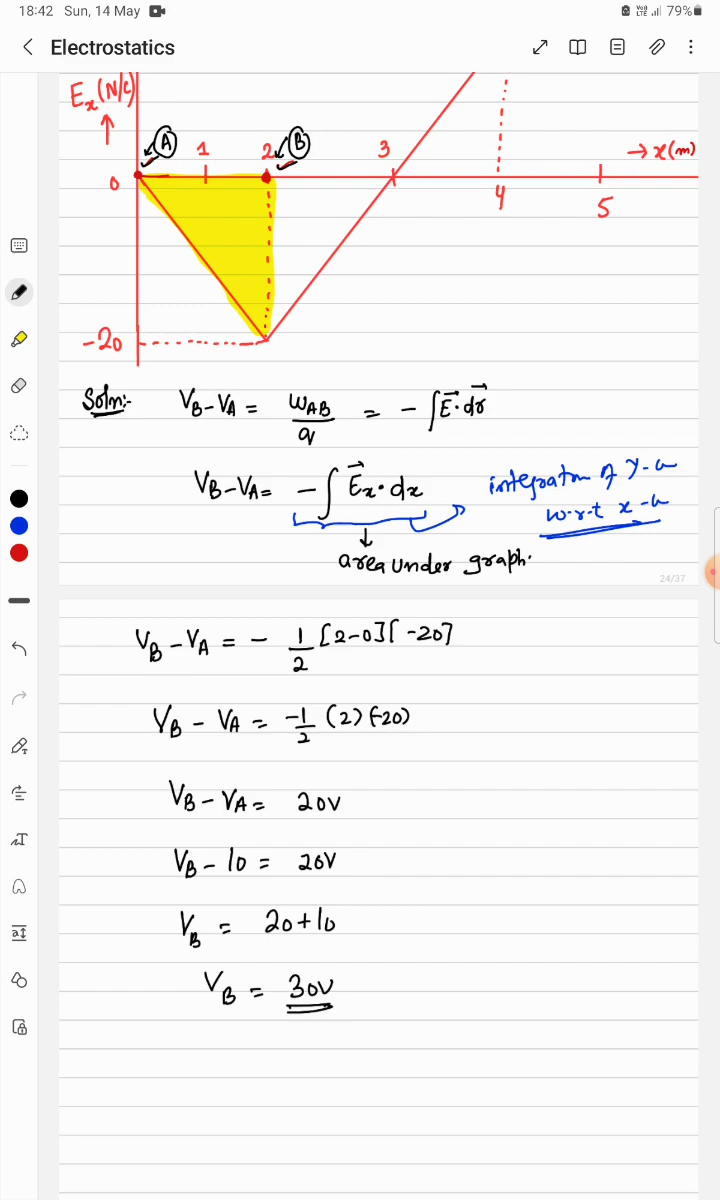 18:42 Sun, 14 May
VoD LTE 79%
Electrostatics
Ex (N/C)
A 1 2 B 3 → x(m)
0 4 5
-20
Soln:- VB - VA = WAB/q = - ∫E⃗·dr⃗
VB - VA = - ∫E⃗x·dx integration of y-a
w.r.t x-a
area under graph.
24/37
VB - VA = - 1/2 [2-0][-20]
VB - VA = -1/2 (2)(-20)
VB - VA = 20V
VB - 10 = 20V
VB = 20+10
VB = 30V